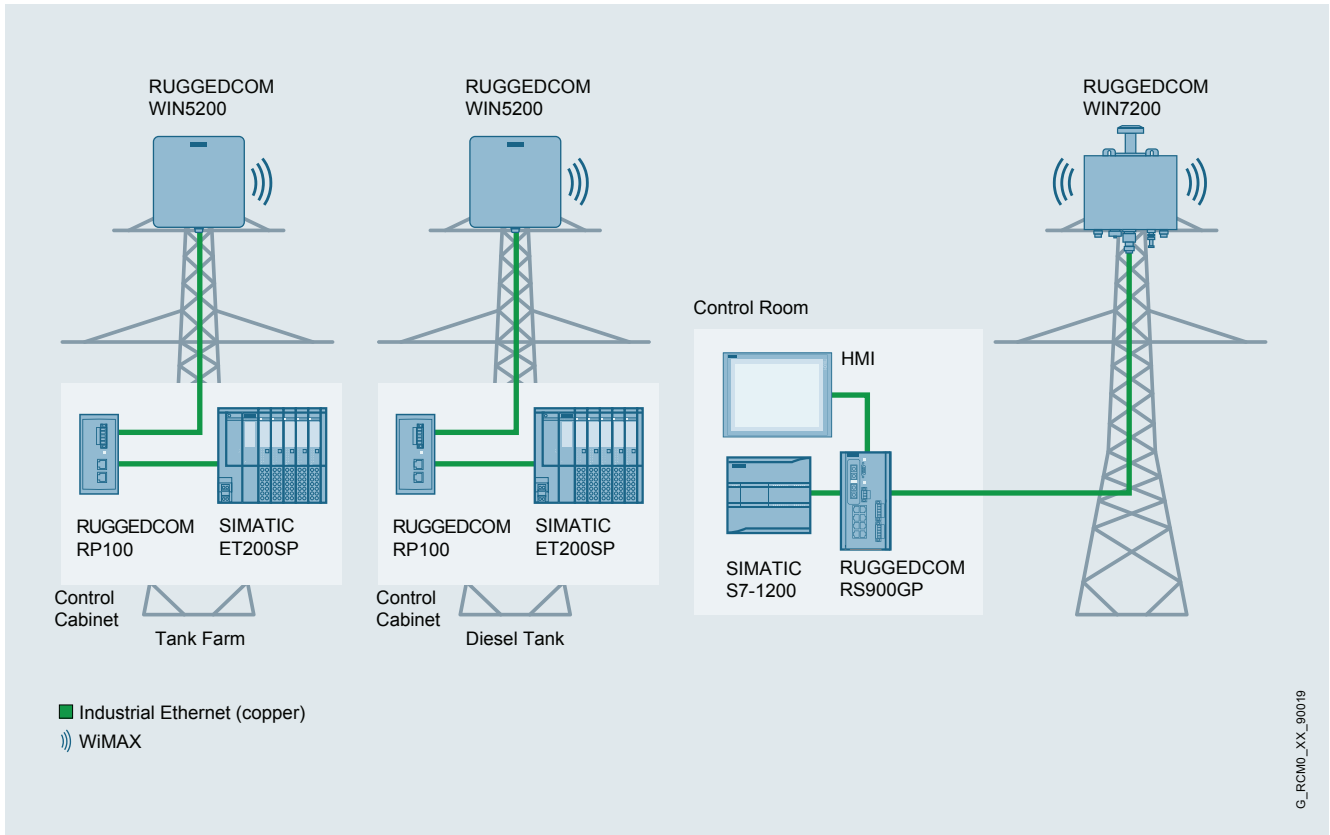 RUGGEDCOM
WIN5200
RUGGEDCOM
WIN5200
RUGGEDCOM
WIN7200
Control Room
HMI
RUGGEDCOM
RP100
SIMATIC
ET200SP
RUGGEDCOM
RP100
SIMATIC
ET200SP
SIMATIC
S7-1200
RUGGEDCOM
RS900GP
Control
Cabinet
Tank Farm
Control
Cabinet
Diesel Tank
Industrial Ethernet (copper)
WiMAX
G_RCM0_XX_90019